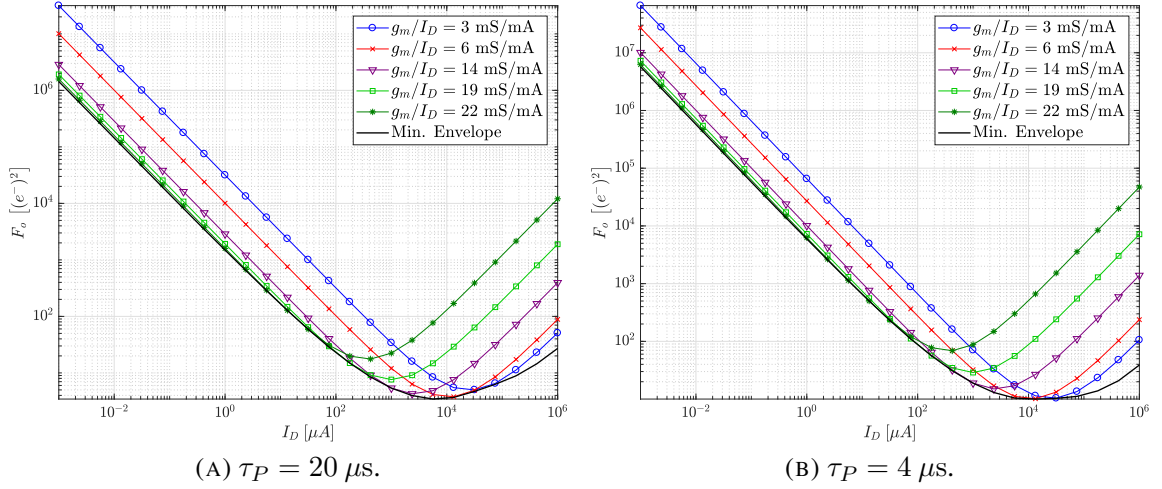 g_m/I_D = 3 mS/mA
g_m/I_D = 6 mS/mA
g_m/I_D = 14 mS/mA
g_m/I_D = 19 mS/mA
g_m/I_D = 22 mS/mA
Min. Envelope
F_o [(e^-)^2]
10^6
10^4
10^2
10^-2
10^0
10^2
10^4
10^6
I_D [μA]
(A) τ_P = 20 μs.
g_m/I_D = 3 mS/mA
g_m/I_D = 6 mS/mA
g_m/I_D = 14 mS/mA
g_m/I_D = 19 mS/mA
g_m/I_D = 22 mS/mA
Min. Envelope
F_o [(e^-)^2]
10^7
10^6
10^5
10^4
10^3
10^2
10^-2
10^0
10^2
10^4
10^6
I_D [μA]
(B) τ_P = 4 μs.